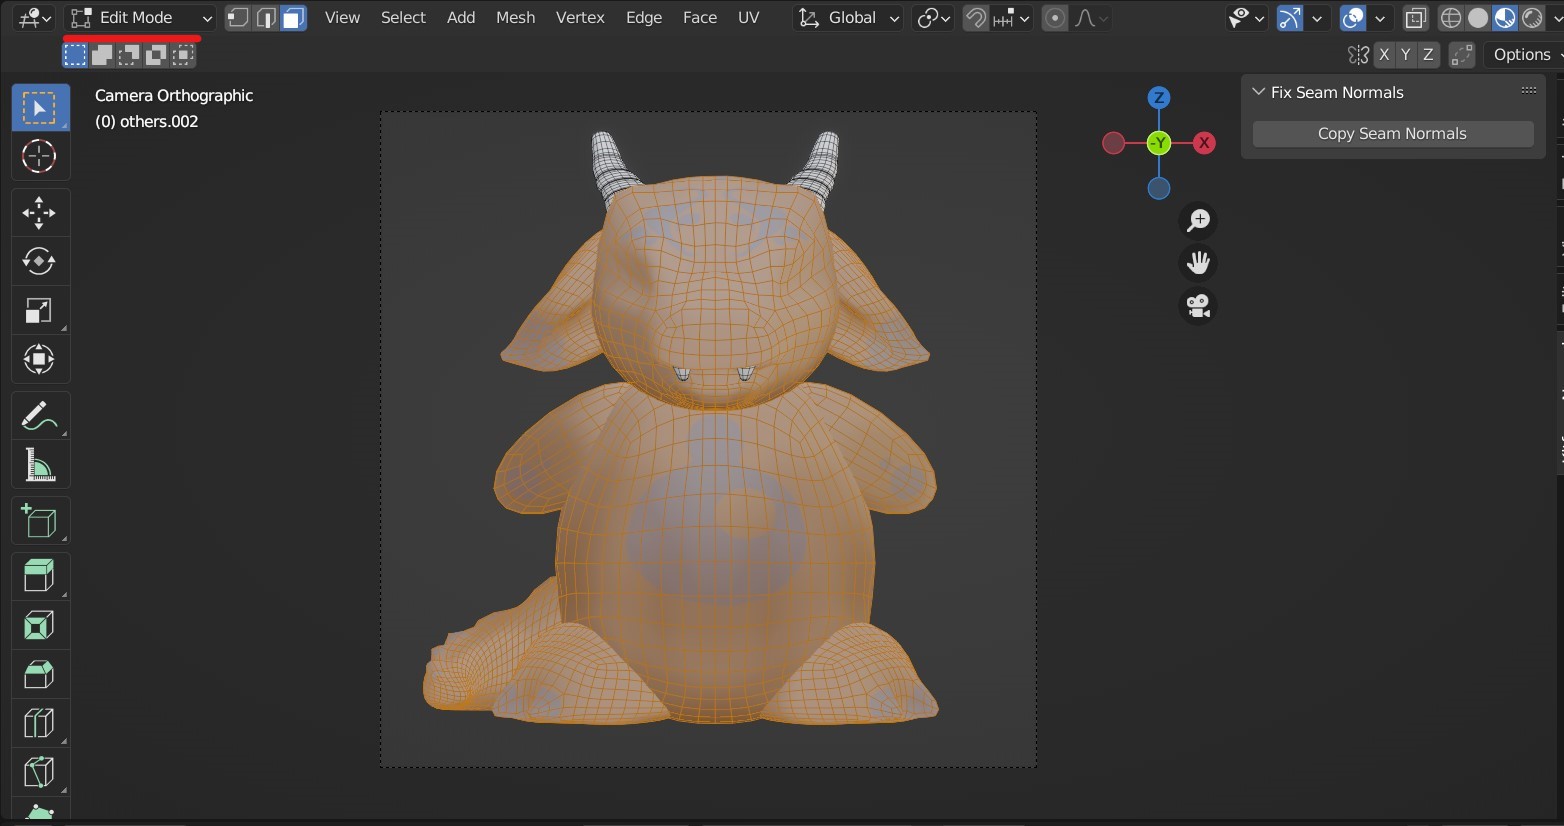 Edit Mode View Select Add Mesh Vertex Edge Face UV Global
X Y Z Options
Camera Orthographic
(0) others.002
Z
-Y X
Fix Seam Normals
Copy Seam Normals